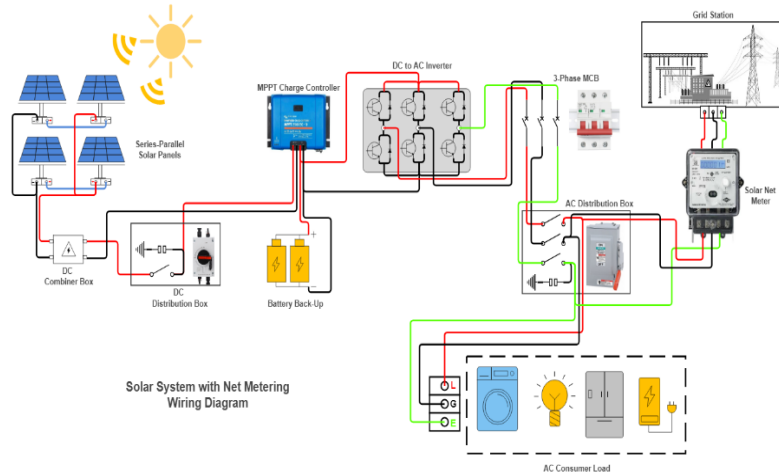 Grid Station
DC to AC Inverter
MPPT Charge Controller
3-Phase MCB
Series-Parallel
Solar Panels
Solar Net
Meter
AC Distribution Box
DC
Combiner Box
DC
Distribution Box
+
−
Battery Back-Up
Solar System with Net Metering
Wiring Diagram
L
G
E
AC Consumer Load